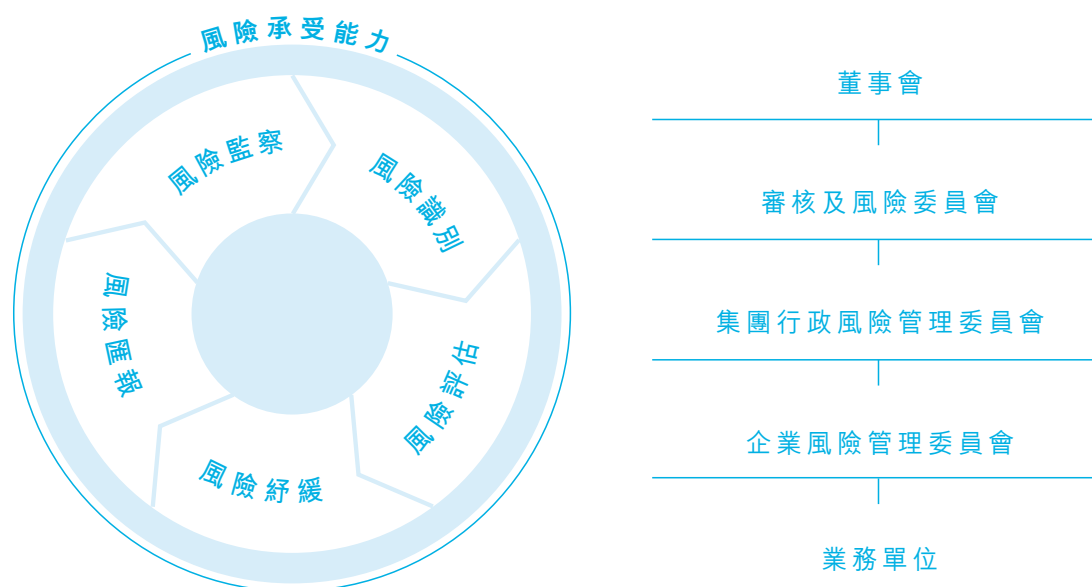 風險承受能力
風險監察
風險識別
風險匯報
風險評估
風險紓緩
董事會
審核及風險委員會
集團行政風險管理委員會
企業風險管理委員會
業務單位